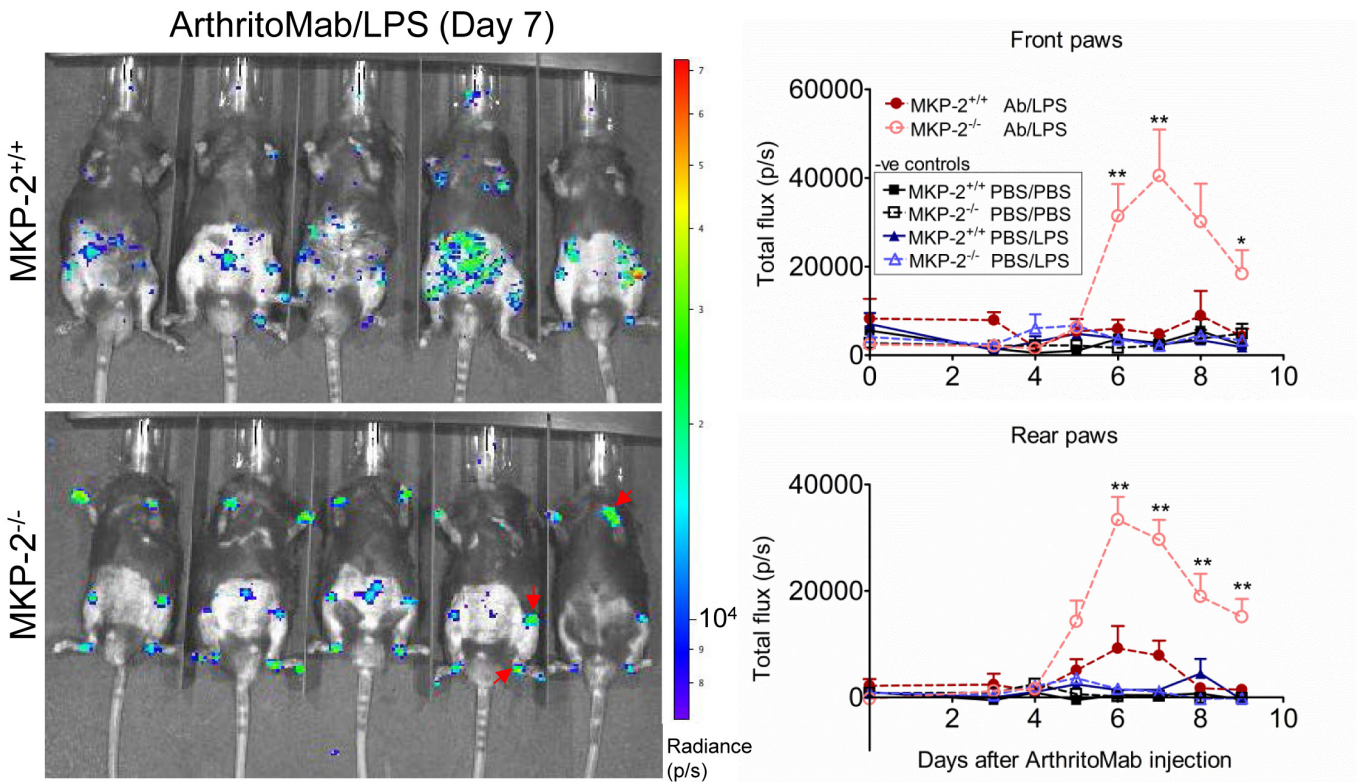 ArthritoMab/LPS (Day 7)
MKP-2+/+
MKP-2-/-
7
6
5
4
3
2
10⁴
9
8
Radiance
(p/s)
Front paws
Total flux (p/s)
60000
40000
20000
0
MKP-2+/+ Ab/LPS
MKP-2-/- Ab/LPS
-ve controls
MKP-2+/+ PBS/PBS
MKP-2-/- PBS/PBS
MKP-2+/+ PBS/LPS
MKP-2-/- PBS/LPS
**
**
*
0 2 4 6 8 10
Rear paws
Total flux (p/s)
40000
20000
0
**
**
**
**
2 4 6 8 10
Days after ArthritoMab injection